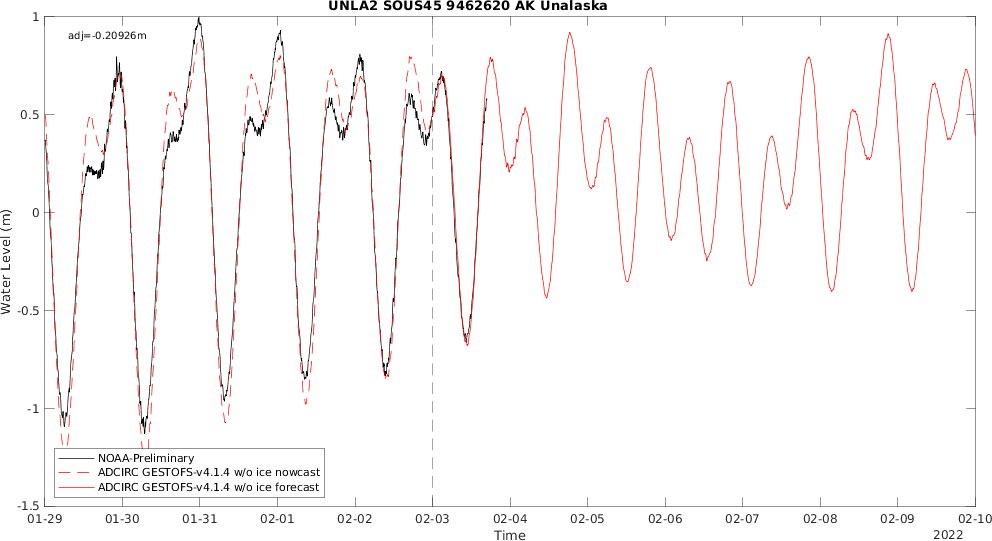 UNLA2 SOUS45 9462620 AK Unalaska
adj=-0.20926m
1
0.5
0
-0.5
-1
-1.5
Water Level (m)
NOAA-Preliminary
ADCIRC GESTOFS-v4.1.4 w/o ice nowcast
ADCIRC GESTOFS-v4.1.4 w/o ice forecast
01-29 01-30 01-31 02-01 02-02 02-03 02-04 02-05 02-06 02-07 02-08 02-09 02-10
Time
2022